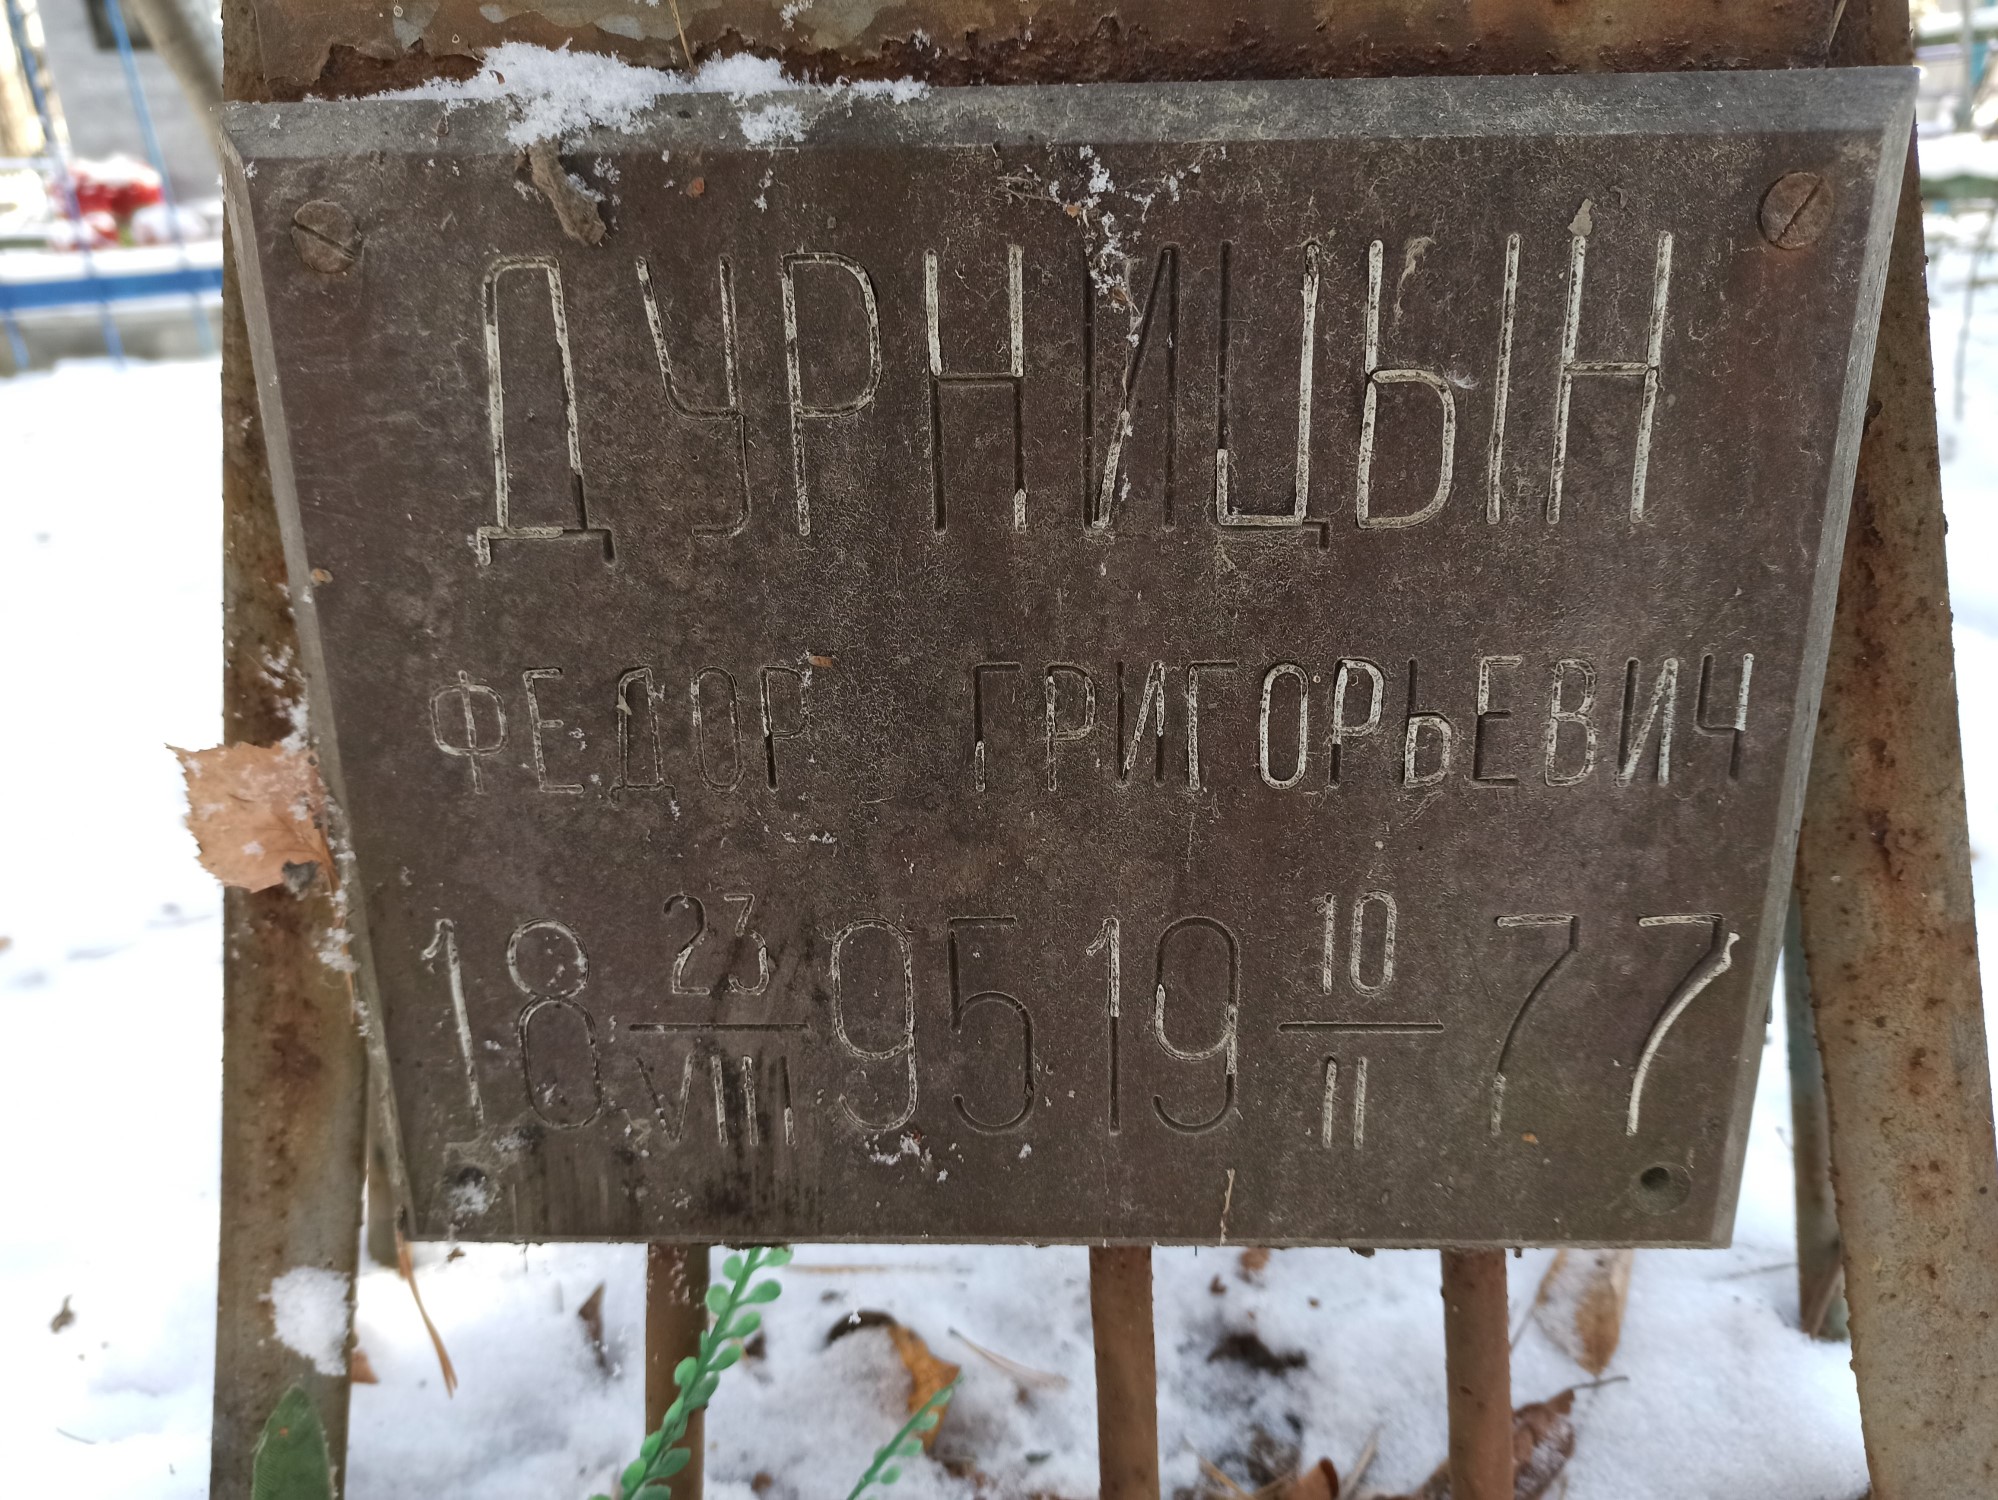 ДУРНИЦЫН
ФЕДОР ГРИГОРЬЕВИЧ
18 23/VIII 95 19 10/II 77